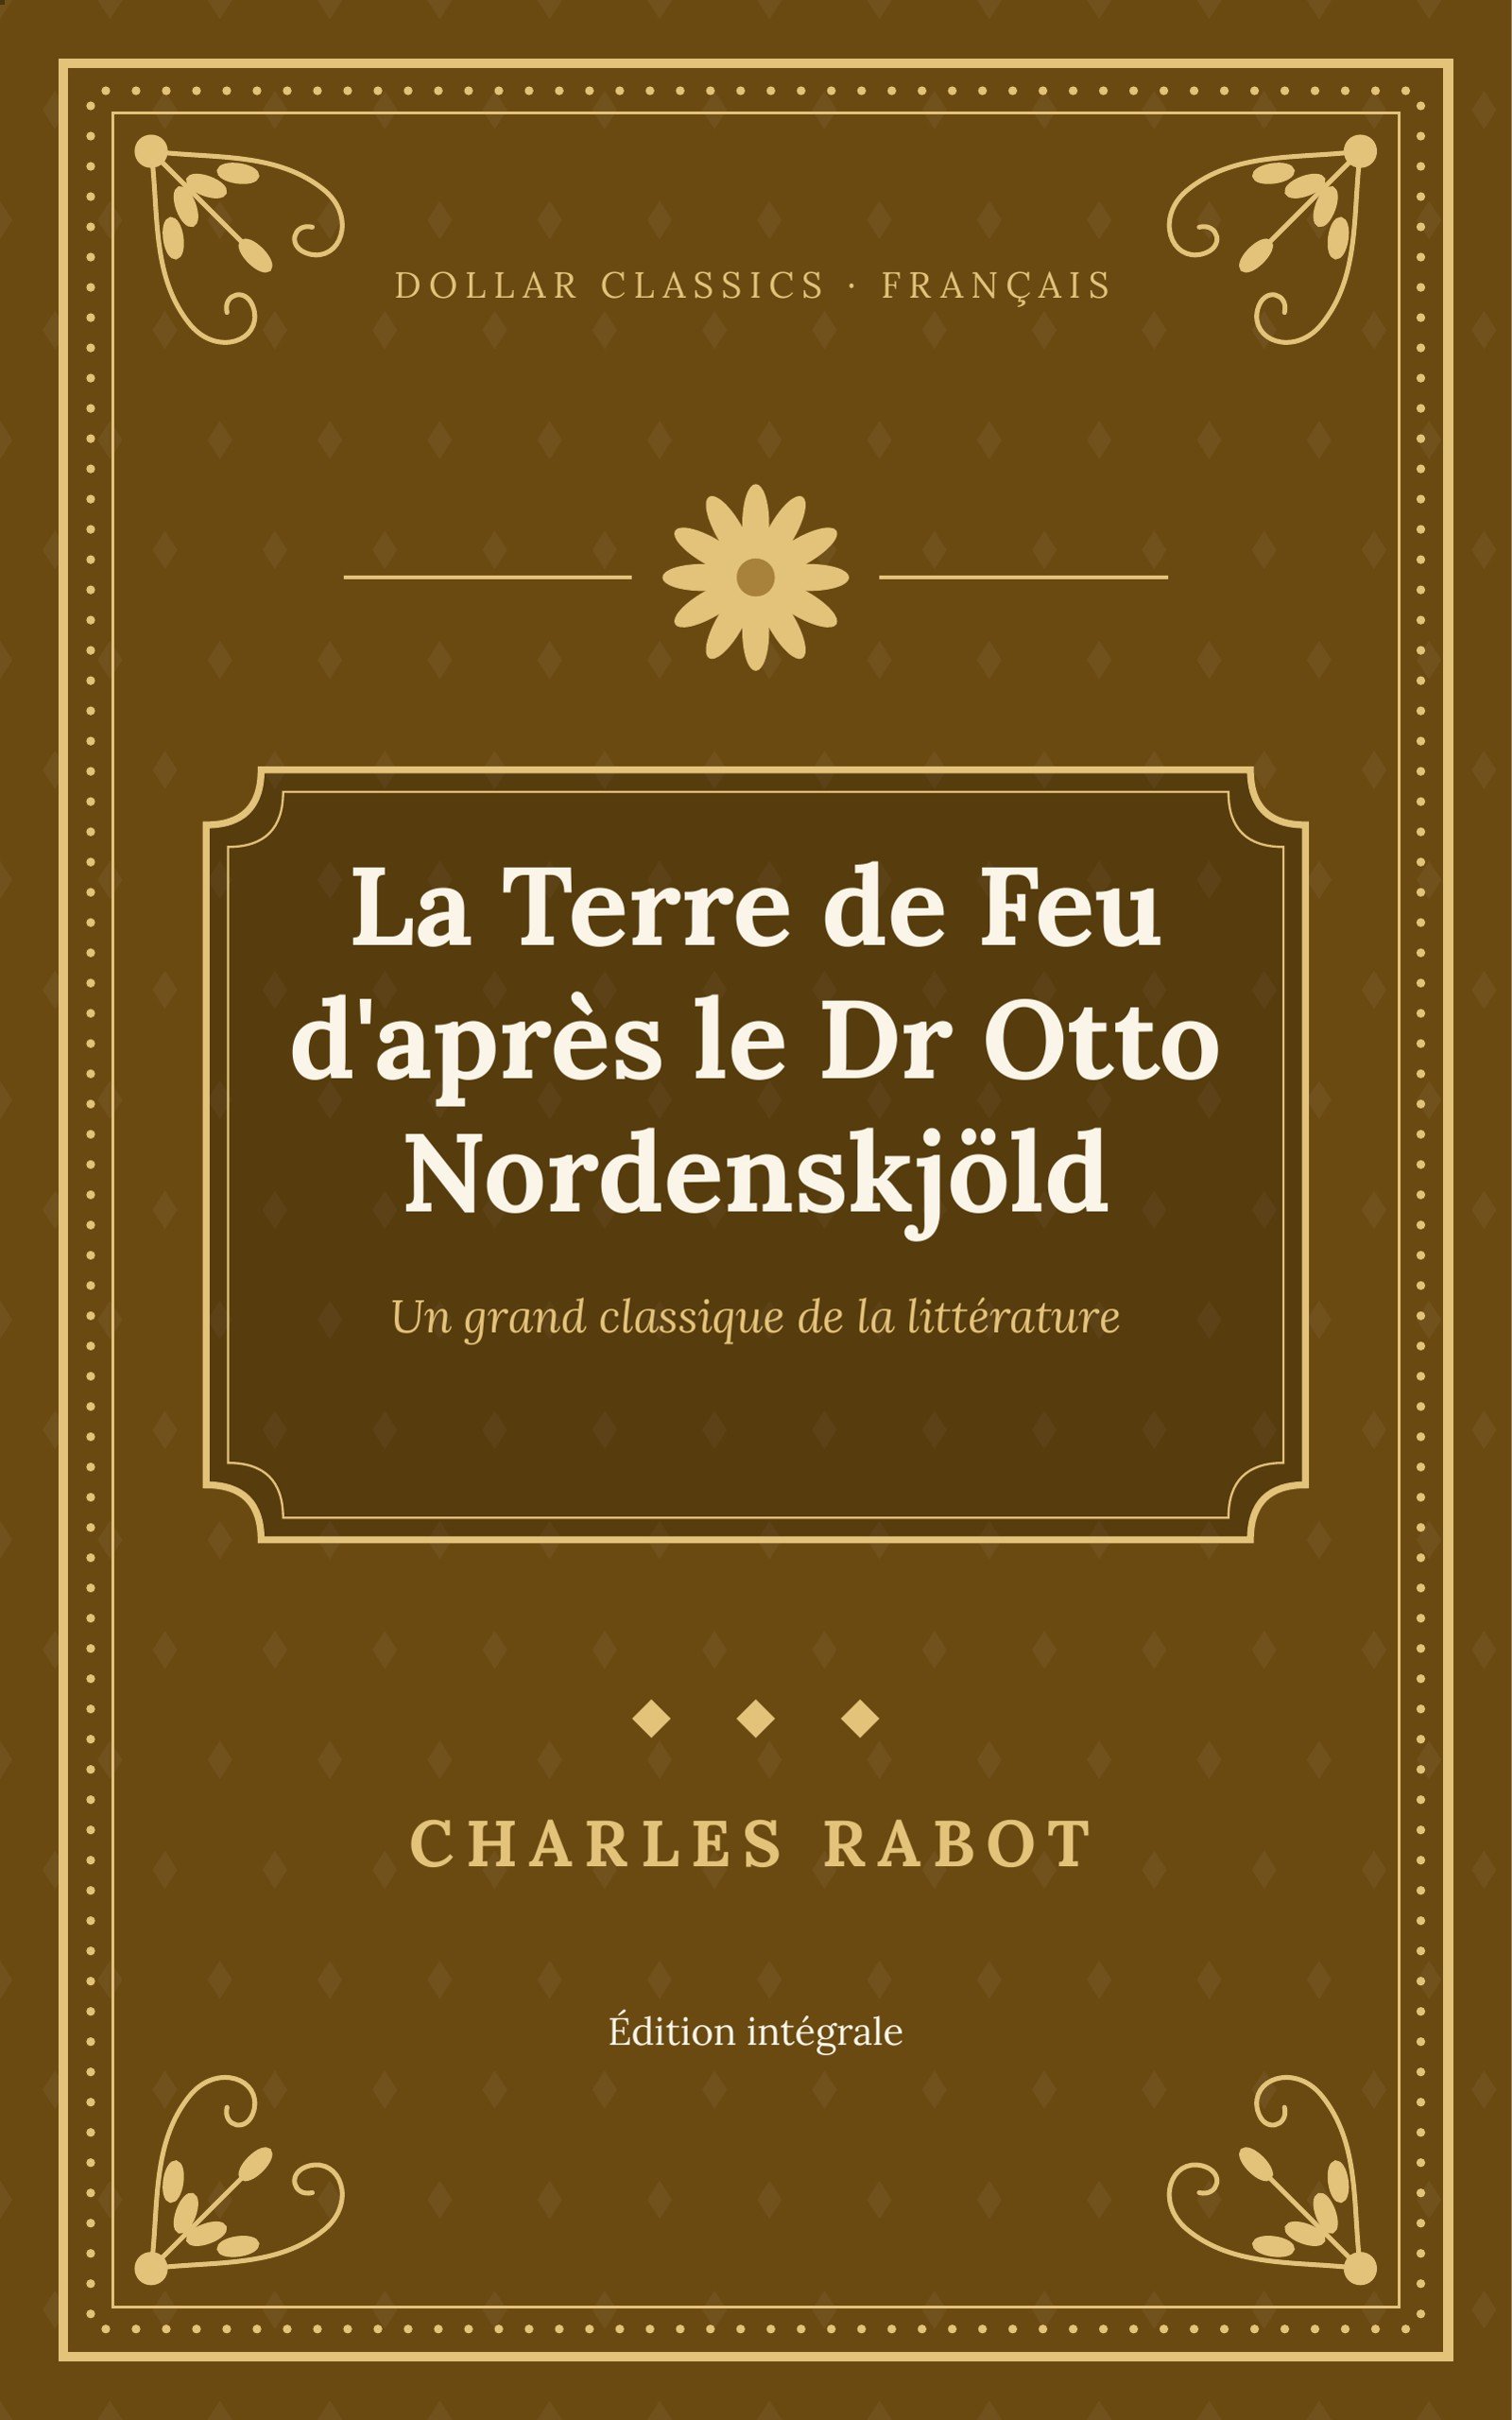 DOLLAR CLASSICS · FRANÇAIS
La Terre de Feu
d'après le Dr Otto
Nordenskjöld
Un grand classique de la littérature
CHARLES RABOT
Édition intégrale